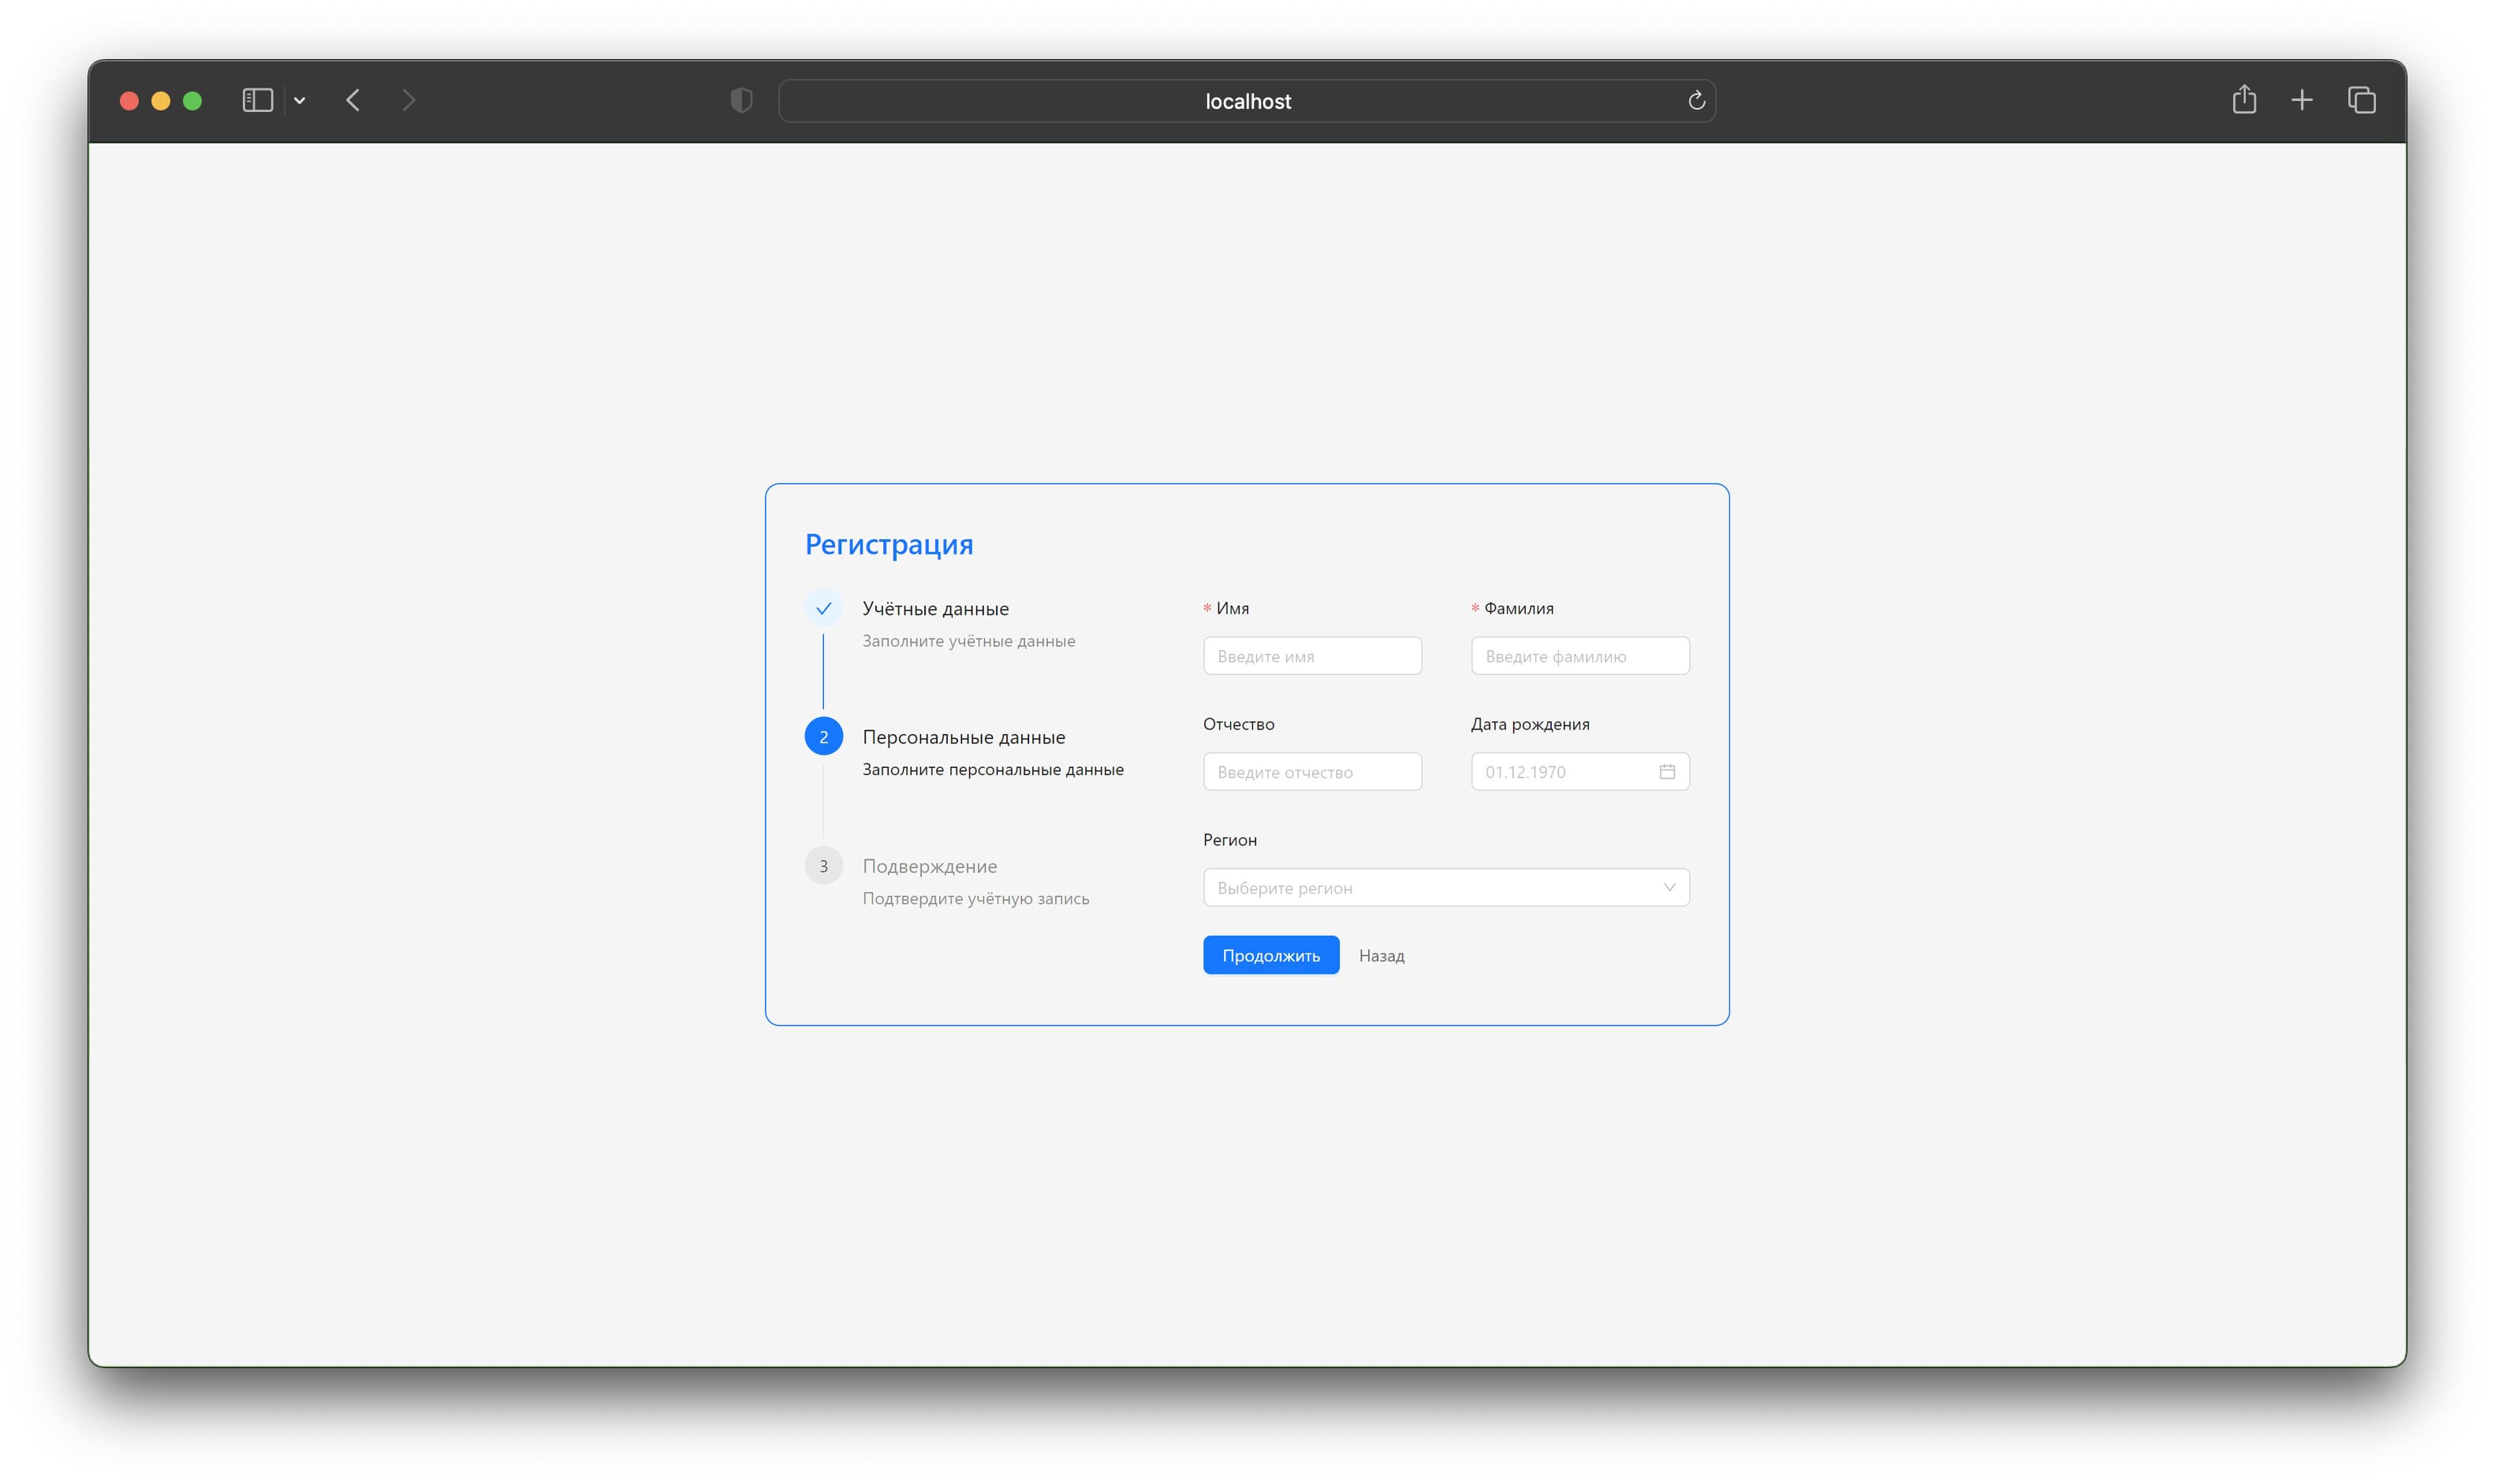 localhost
Регистрация
Учётные данные
Заполните учётные данные
2
Персональные данные
Заполните персональные данные
3
Подверждение
Подтвердите учётную запись
* Имя
* Фамилия
Введите имя
Введите фамилию
Отчество
Дата рождения
Введите отчество
01.12.1970
Регион
Выберите регион
Продолжить
Назад